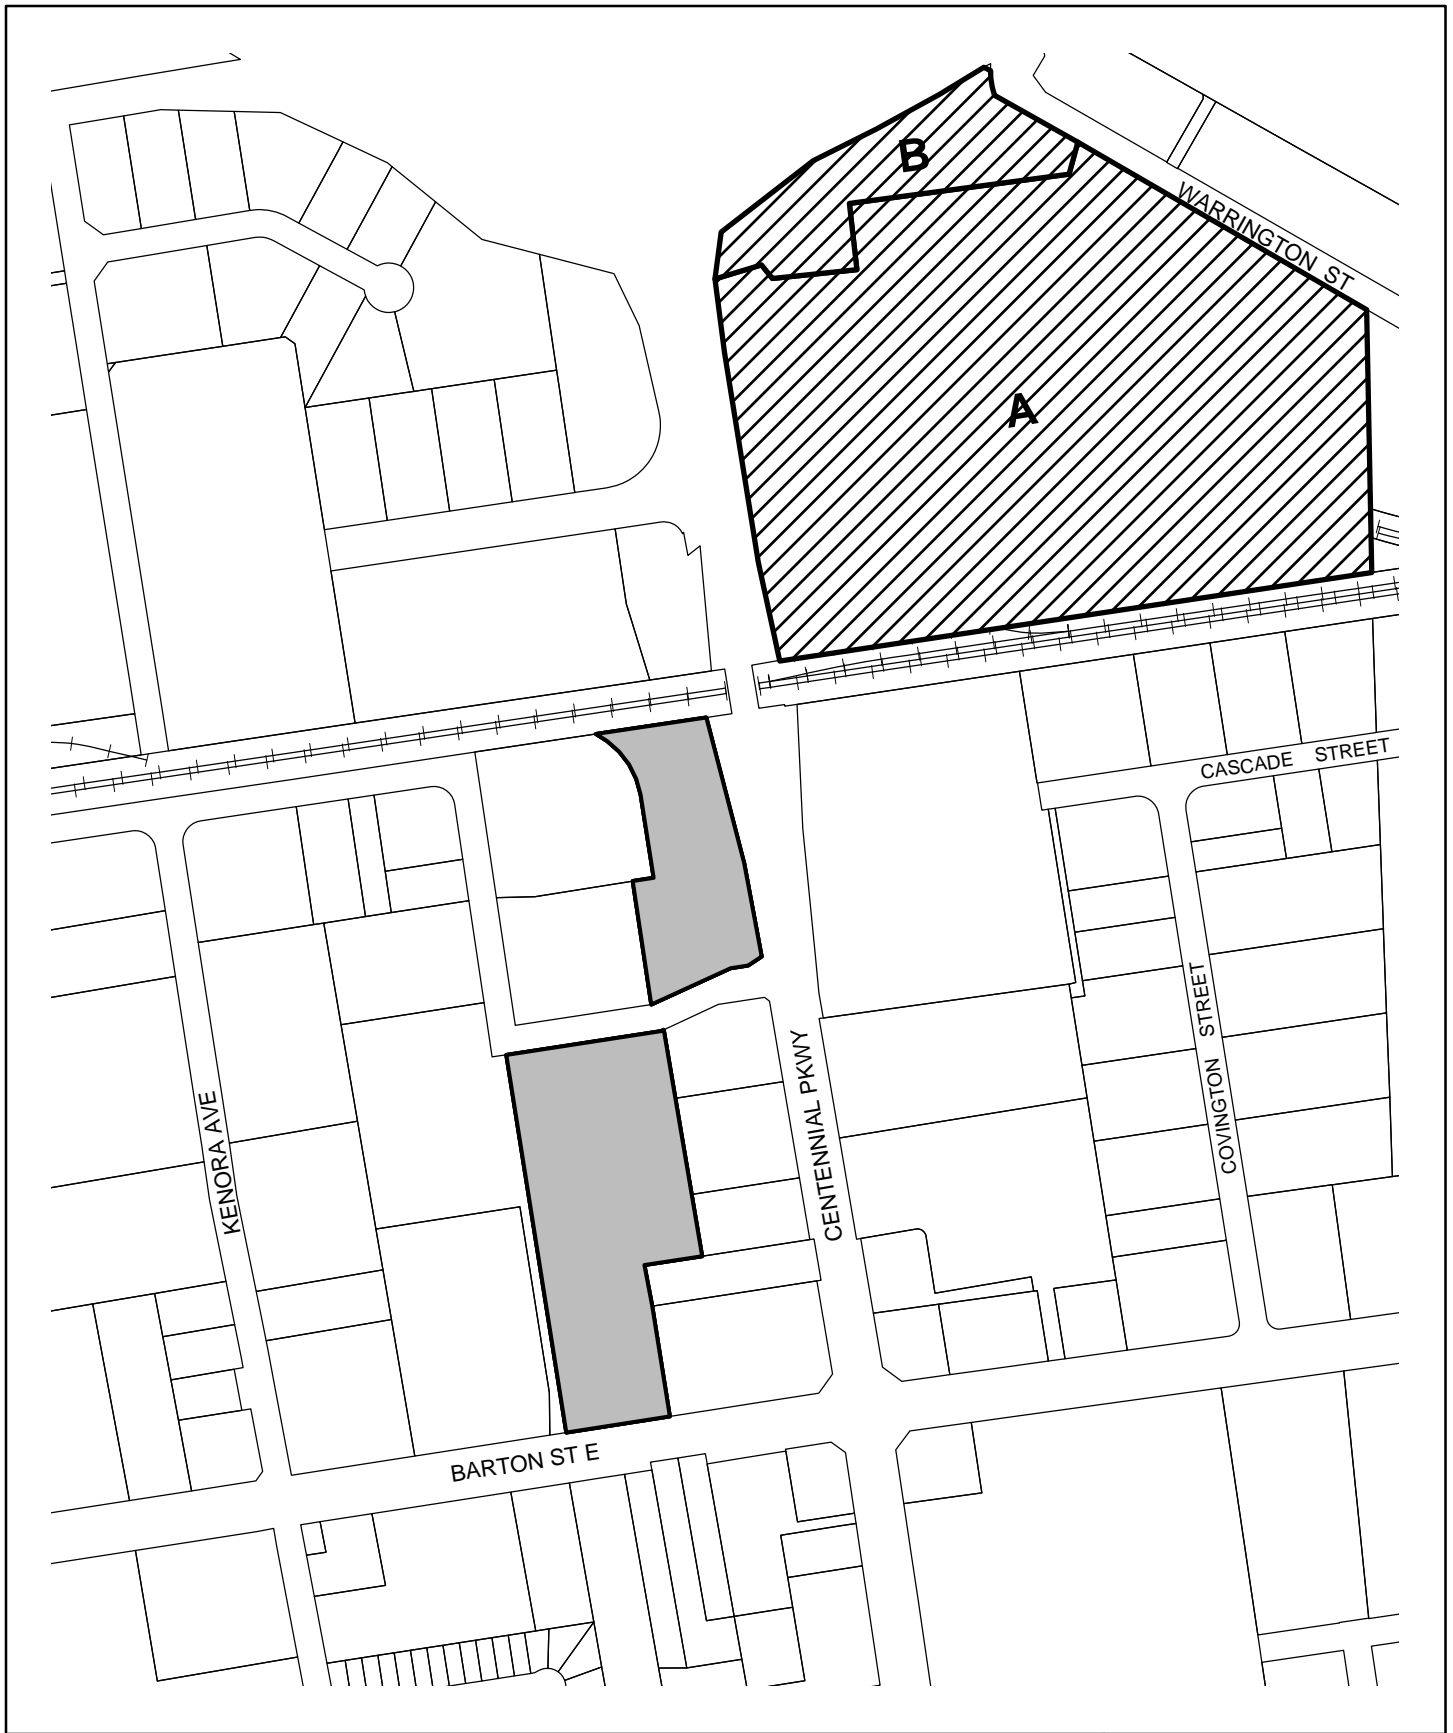 B
WARRINGTON ST
A
CASCADE STREET
COVINGTON STREET
CENTENNIAL PKWY
KENORA AVE
BARTON ST E